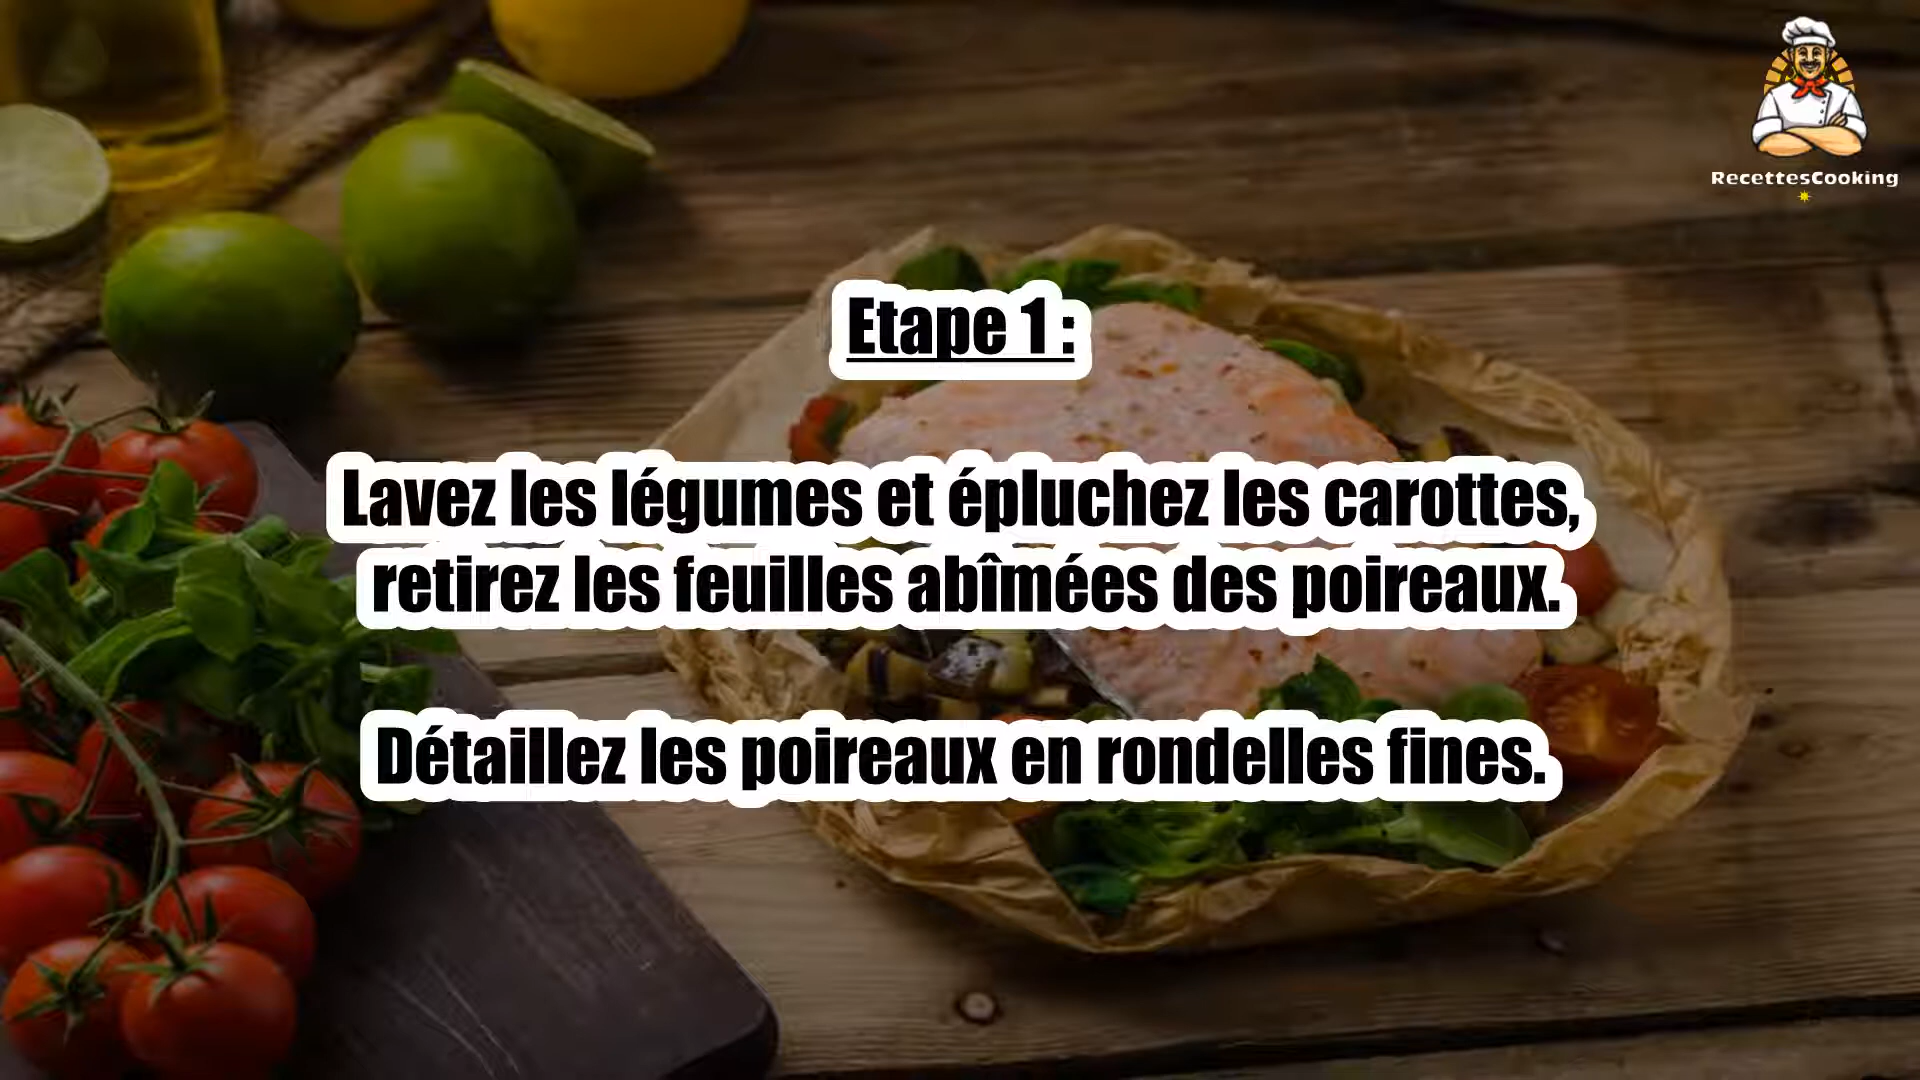 RecettesCooking
Etape 1 :
Lavez les légumes et épluchez les carottes,
retirez les feuilles abîmées des poireaux.
Détaillez les poireaux en rondelles fines.